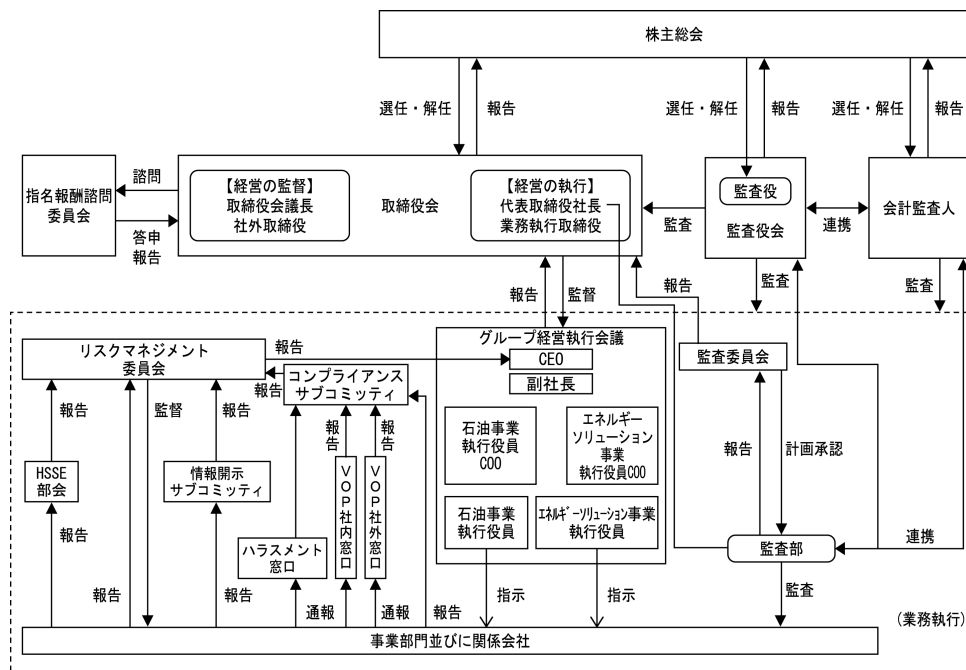 株主総会
選任・解任
報告
選任・解任
報告
選任・解任
報告
指名報酬諮問
委員会
諮問
答申
報告
【経営の監督】
取締役会議長
社外取締役
取締役会
【経営の執行】
代表取締役社長
業務執行取締役
監査
監査役
監査役会
連携
会計監査人
報告
監督
報告
監査
監査
リスクマネジメント
委員会
報告
グループ経営執行会議
CEO
副社長
監査委員会
報告
コンプライアンス
サブコミッティ
報告
監督
報告
報告
報告
石油事業
執行役員
COO
エネルギー
ソリューション
事業
執行役員COO
報告
計画承認
HSSE
部会
情報開示
サブコミッティ
VOP社内窓口
VOP社外窓口
石油事業
執行役員
エネルギーソリューション事業
執行役員
報告
ハラスメント
窓口
監査部
連携
報告
報告
通報
通報
報告
指示
指示
監査
(業務執行)
事業部門並びに関係会社